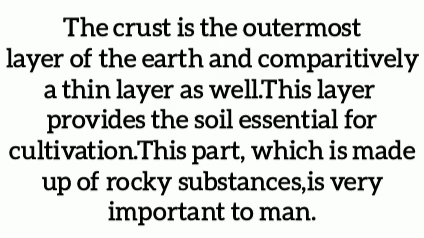 The crust is the outermost
layer of the earth and comparitively
a thin layer as well.This layer
provides the soil essential for
cultivation.This part, which is made
up of rocky substances,is very
important to man.